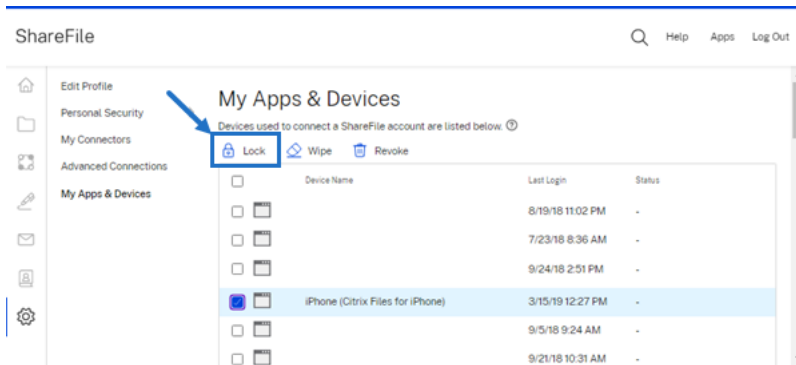 ShareFile
Help Apps Log Out
Edit Profile
Personal Security
My Connectors
Advanced Connections
My Apps & Devices
My Apps & Devices
Devices used to connect a ShareFile account are listed below.
Lock Wipe Revoke
Device Name Last Login Status
8/19/18 11:02 PM -
7/23/18 8:36 AM -
9/24/18 2:51 PM -
iPhone (Citrix Files for iPhone) 3/15/19 12:27 PM -
9/5/18 9:24 AM -
9/21/18 10:31 AM -